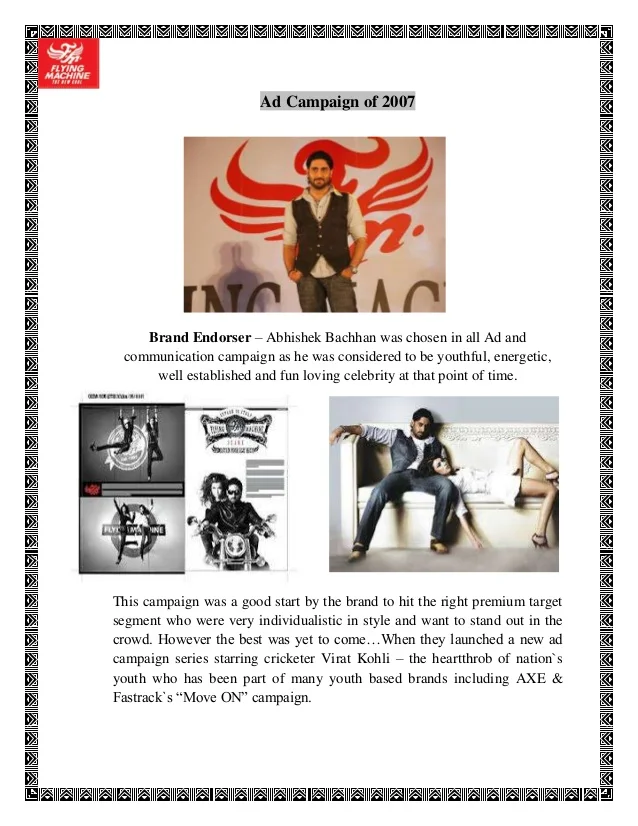 FLYING
MACHINE
THE NEW COOL
Ad Campaign of 2007
ING MAC
Brand Endorser – Abhishek Bachhan was chosen in all Ad and
communication campaign as he was considered to be youthful, energetic,
well established and fun loving celebrity at that point of time.
FLYING MACHINE
JEANS
FLYING MACHINE
This campaign was a good start by the brand to hit the right premium target
segment who were very individualistic in style and want to stand out in the
crowd. However the best was yet to come…When they launched a new ad
campaign series starring cricketer Virat Kohli – the heartthrob of nation`s
youth who has been part of many youth based brands including AXE &
Fastrack`s “Move ON” campaign.